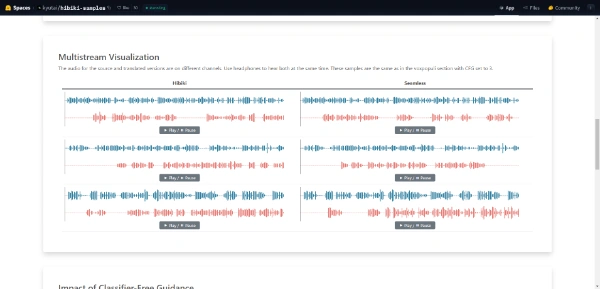 Spaces
kyutai/hibiki-samples
like
Running
App
Files
Community
Multistream Visualization
The audio for the source and translated versions are on different channels. Use headphones to hear both at the same time. These samples are the same as in the voxpopuli section with CFG set to 3.
Hibiki Seamless
Play / Pause Play / Pause
Play / Pause Play / Pause
Play / Pause Play / Pause
Impact of Classifier-Free Guidance